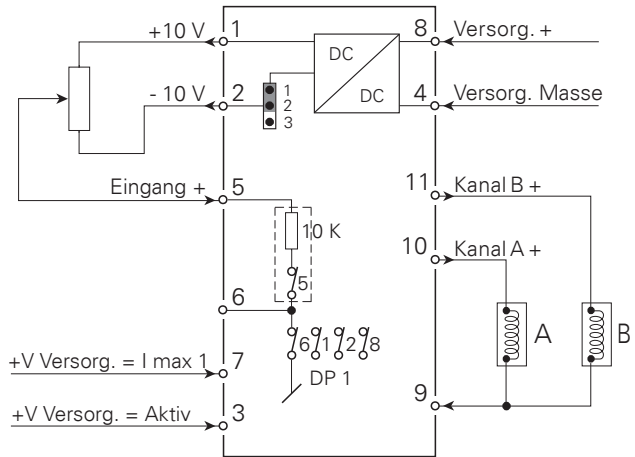 +10 V 1 DC 8 Versorg. +
- 10 V 2 1 2 3 DC 4 Versorg. Masse
Eingang + 5 11 Kanal B +
10 K 10 Kanal A +
5
6 A B
6 1 2 8
+V Versorg. = I max 1 7
DP 1
9
+V Versorg. = Aktiv 3